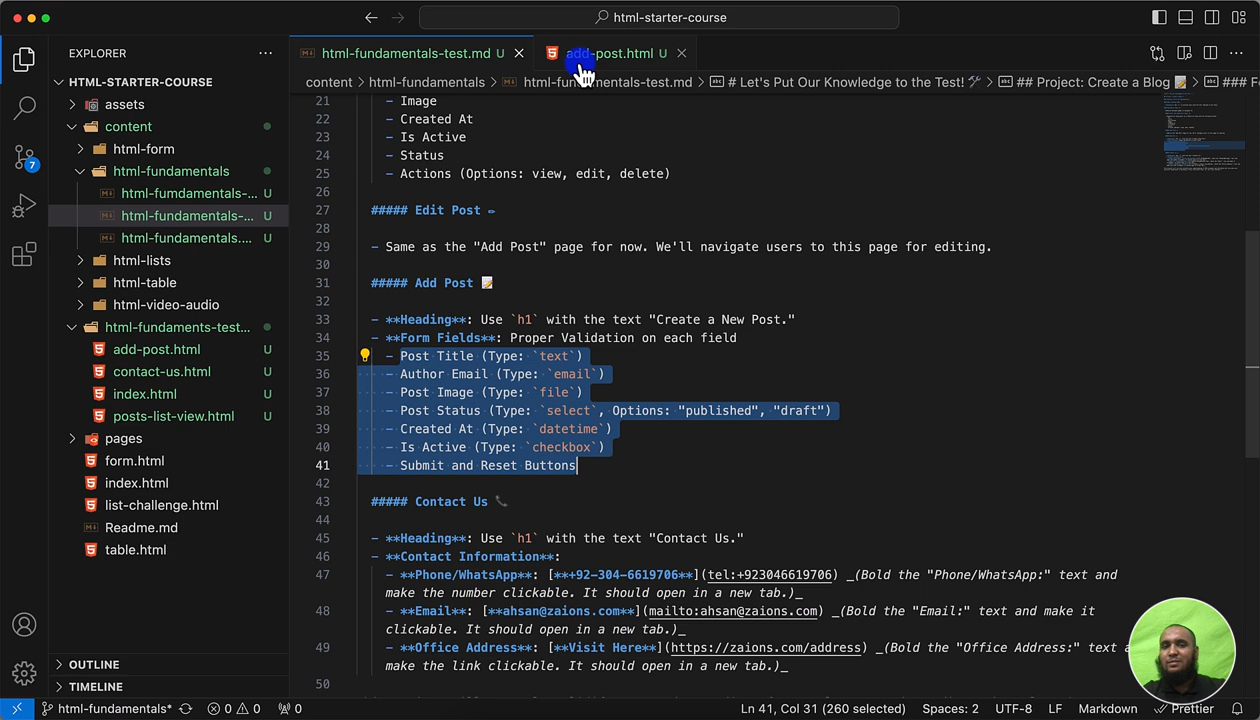 html-starter-course
EXPLORER
HTML-STARTER-COURSE
assets
content
html-form
html-fundamentals
html-fumdamentals-... U
html-fundamentals-... U
html-fundamentals.... U
html-lists
html-table
html-video-audio
html-fundaments-test...
add-post.html U
contact-us.html U
index.html U
posts-list-view.html U
pages
form.html
index.html
list-challenge.html
Readme.md
table.html
OUTLINE
TIMELINE
7
html-fundamentals-test.md U
add-post.html U
content > html-fundamentals > html-fundamentals-test.md > # Let's Put Our Knowledge to the Test! > ## Project: Create a Blog > ###
21 - Image
22 - Created At
23 - Is Active
24 - Status
25 - Actions (Options: view, edit, delete)
26
27 ##### Edit Post
28
29 - Same as the "Add Post" page for now. We'll navigate users to this page for editing.
30
31 ##### Add Post
32
33 - **Heading**: Use `h1` with the text "Create a New Post."
34 - **Form Fields**: Proper Validation on each field
35 - Post Title (Type: `text`)
36 - Author Email (Type: `email`)
37 - Post Image (Type: `file`)
38 - Post Status (Type: `select`, Options: "published", "draft")
39 - Created At (Type: `datetime`)
40 - Is Active (Type: `checkbox`)
41 - Submit and Reset Buttons
42
43 ##### Contact Us
44
45 - **Heading**: Use `h1` with the text "Contact Us."
46 - **Contact Information**:
47 - **Phone/WhatsApp**: [**+92-304-6619706**](tel:+923046619706) _(Bold the "Phone/WhatsApp:" text and
make the number clickable. It should open in a new tab.)_
48 - **Email**: [**ahsan@zaions.com**](mailto:ahsan@zaions.com) _(Bold the "Email:" text and make it
clickable. It should open in a new tab.)_
49 - **Office Address**: [**Visit Here**](https://zaions.com/address) _(Bold the "Office Address:" text
make the link clickable. It should open in a new tab.)_
50
html-fundamentals* 0 0 0 Ln 41, Col 31 (260 selected) Spaces: 2 UTF-8 LF Markdown Prettier